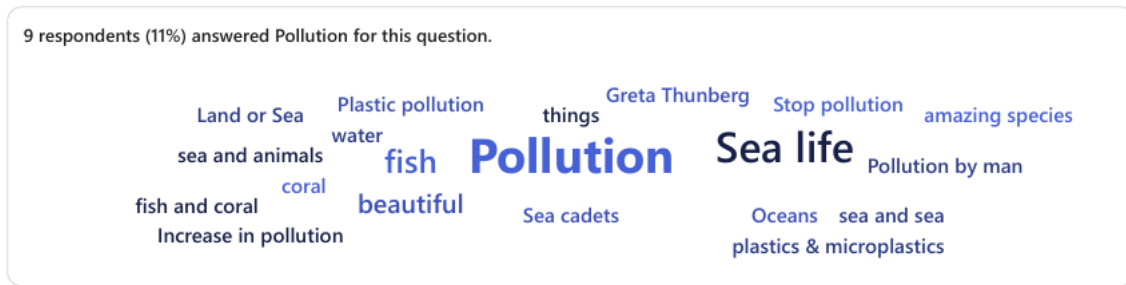 9 respondents (11%) answered Pollution for this question.
Greta Thunberg
Land or Sea
Plastic pollution
things
Stop pollution
amazing species
water
sea and animals
fish
Pollution
Sea life
Pollution by man
coral
fish and coral
beautiful
Sea cadets
Oceans
sea and sea
Increase in pollution
plastics & microplastics